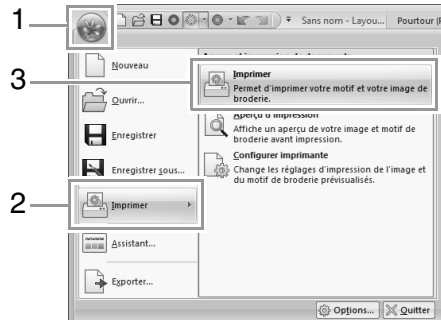 1
Sans nom - Layou... Pourtour (
Nouveau
3
Imprimer
Permet d'imprimer votre motif et votre image de
broderie.
Ouvrir...
Aperçu d'impression
Affiche un aperçu de votre image et motif de
broderie avant impression.
Enregistrer
Configurer imprimante
Change les réglages d'impression de l'image et
du motif de broderie prévisualisés.
Enregistrer sous...
2
Imprimer
Assistant...
Exporter...
Options...
Quitter